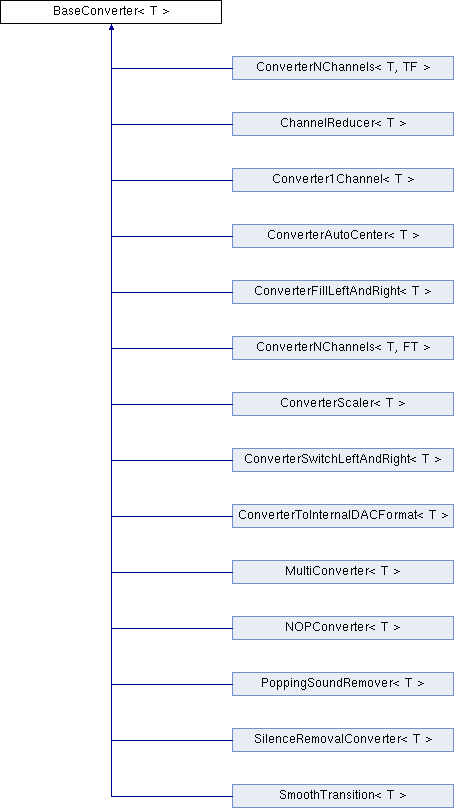 BaseConverter< T >
ConverterNChannels< T, TF >
ChannelReducer< T >
Converter1Channel< T >
ConverterAutoCenter< T >
ConverterFillLeftAndRight< T >
ConverterNChannels< T, FT >
ConverterScaler< T >
ConverterSwitchLeftAndRight< T >
ConverterToInternalDACFormat< T >
MultiConverter< T >
NOPConverter< T >
PoppingSoundRemover< T >
SilenceRemovalConverter< T >
SmoothTransition< T >